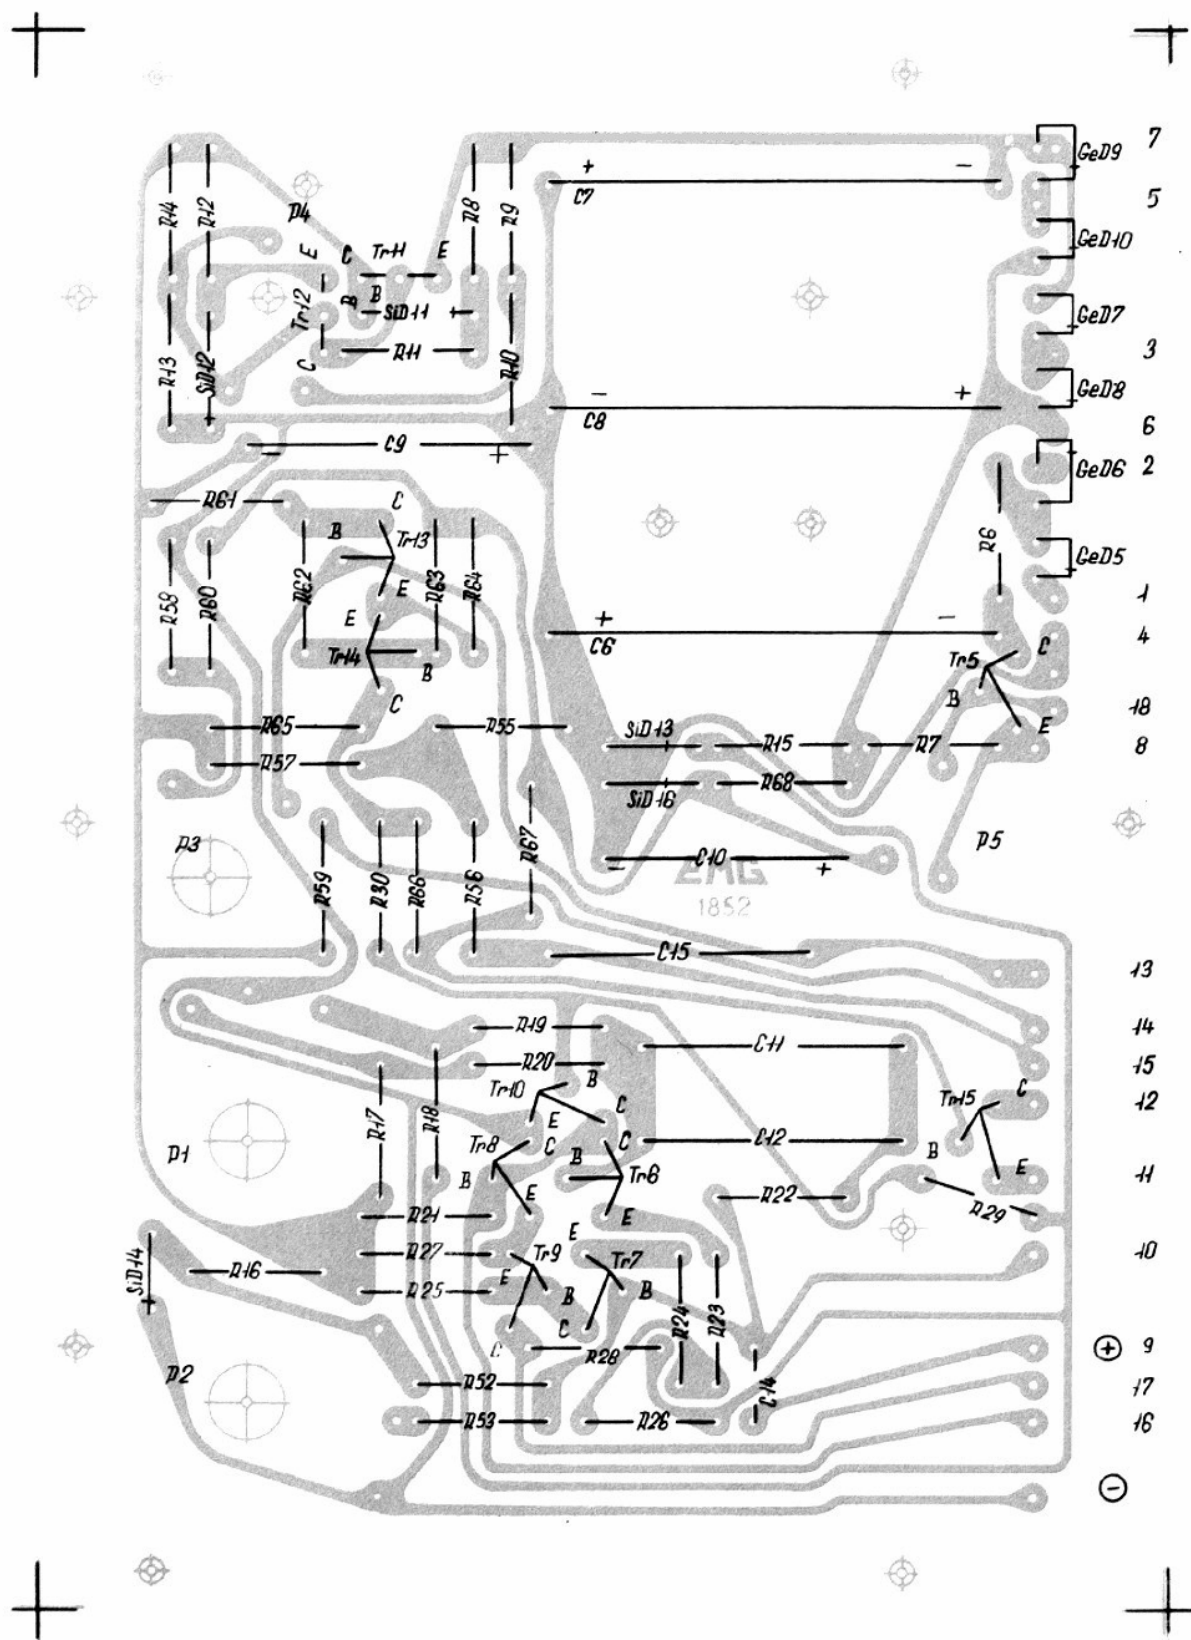 7
GeD9
+ -
C7
5
R14 R12 P4 R8 R9
GeD10
E C Tr11 E
B B SiD11
Tr12
GeD7
C R11
3
R13 SiD12 R10
GeD8
- +
C8
6
C9
- +
GeD6 2
R61
C
B Tr13
R6
GeD5
R58 R60 R62 E R63 R64
1
E
+ -
C6
4
Tr14 B
Tr5 C
C
B
18
R65 R55
SiD13 R15 R7 E
8
R57
SiD16 R68
P3
P5
R59 R30 R66 R56 R67
- C10 +
EMG
1852
C15
13
R19
14
C11
R20
15
B
Tr10
C
Tr15 C
12
R17 R18 E
P1
Tr8 C C
C12
B
B B Tr6
E
11
R22
R29
R21 E E
R27 E
10
SiD14 R16
Tr9 Tr7
R25 E B B
C
R24 R23
C R28
+ 9
P2
R52
C14
17
R53 R26
16
-